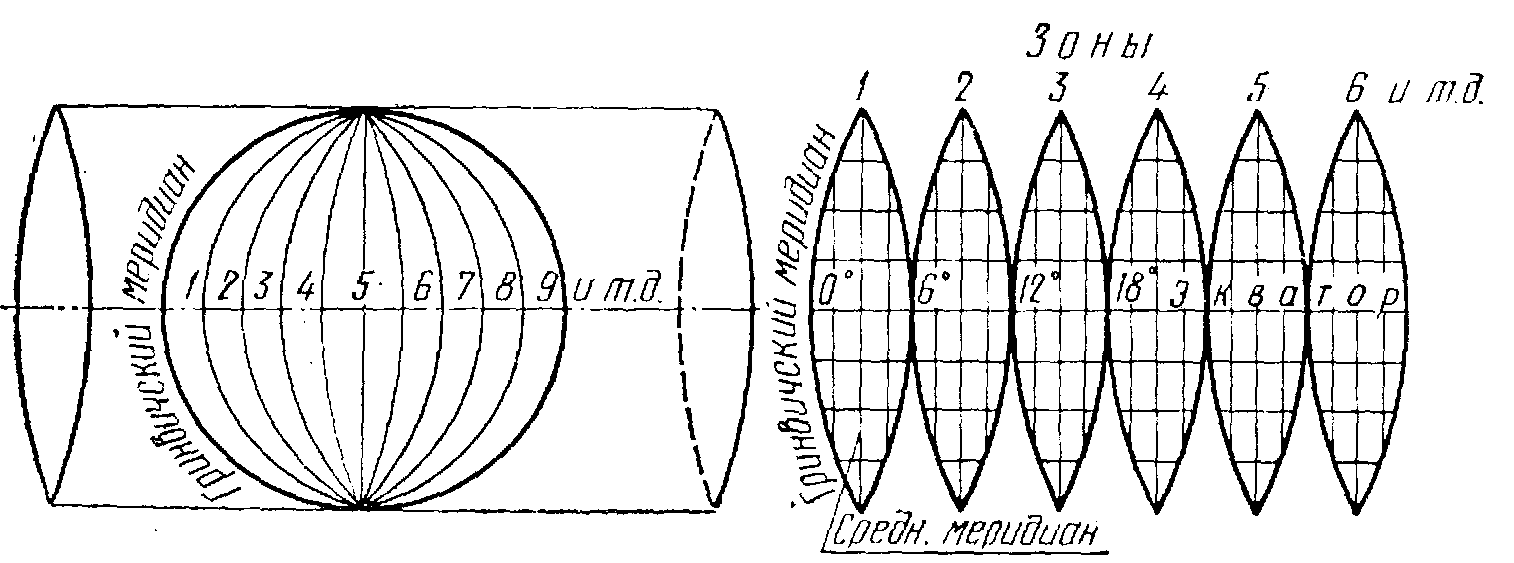 Гринвичский меридиан
1 2 3 4 5 6 7 8 9 и т.д.
Зоны
1 2 3 4 5 6 и т.д.
Гринвичский меридиан
0° 6° 12° 18° Экватор
Средн. меридиан